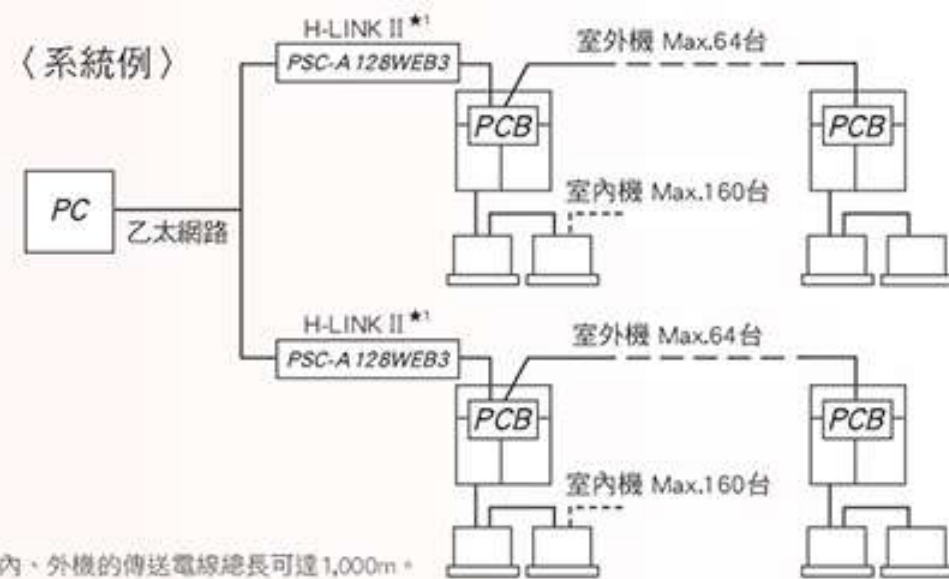 〈系統例〉
H-LINK II ★1
PSC-A128WEB3
室外機 Max.64台
PCB
PCB
PC
乙太網路
室內機 Max.160台
H-LINK II ★1
PSC-A128WEB3
室外機 Max.64台
PCB
PCB
室內機 Max.160台
內、外機的傳送電線總長可達1,000m。